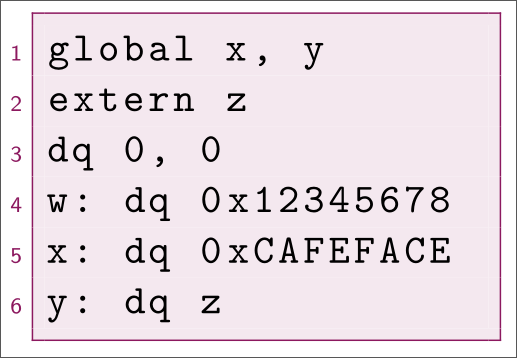 1 global x, y
2 extern z
3 dq 0, 0
4 w: dq 0x12345678
5 x: dq 0xCAFEFACE
6 y: dq z